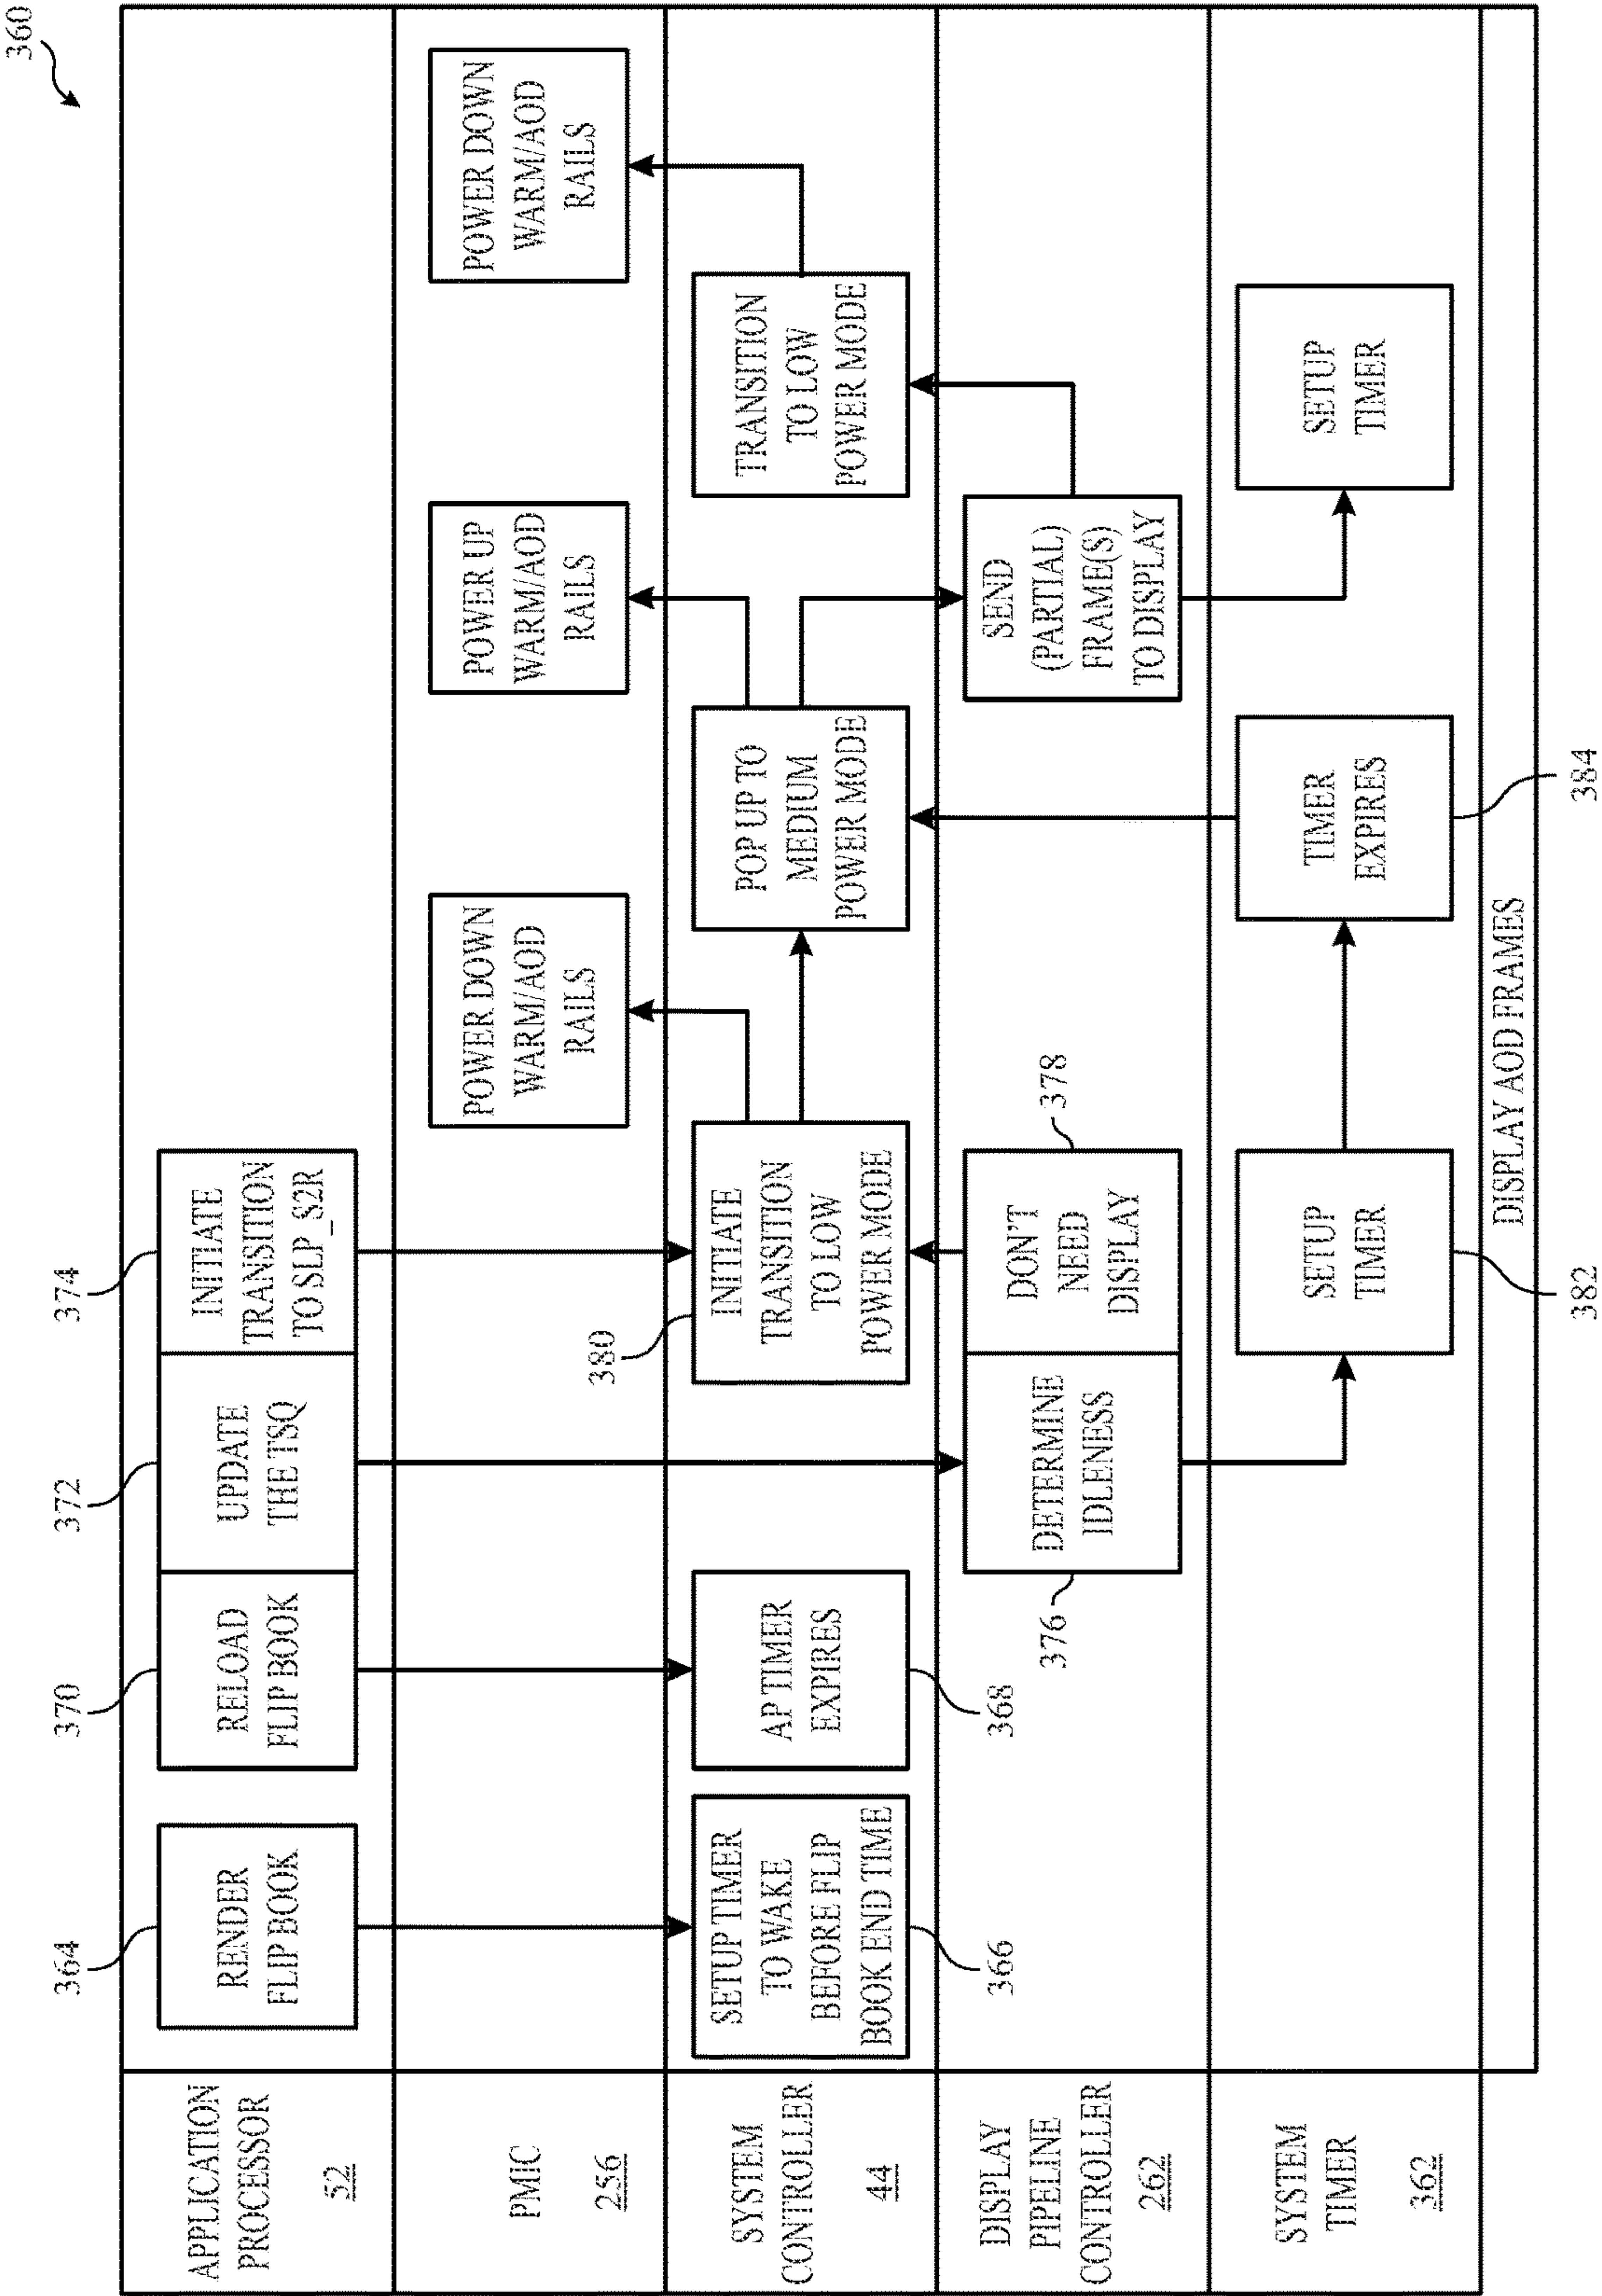 360
APPLICATION
PROCESSOR
52
364
RENDER
FLIP BOOK
370
RELOAD
FLIP BOOK
372
UPDATE
THE TSQ
374
INITIATE
TRANSITION
TO SLP_S2R
PMIC
256
POWER DOWN
WARM/AOD
RAILS
POWER UP
WARM/AOD
RAILS
POWER DOWN
WARM/AOD
RAILS
SYSTEM
CONTROLLER
44
SETUP TIMER
TO WAKE
BEFORE FLIP
BOOK END TIME
366
AP TIMER
EXPIRES
368
380
INITIATE
TRANSITION
TO LOW
POWER MODE
POP UP TO
MEDIUM
POWER MODE
TRANSITION
TO LOW
POWER MODE
DISPLAY
PIPELINE
CONTROLLER
262
376
DETERMINE
IDLENESS
DON'T
NEED
DISPLAY
378
SEND
(PARTIAL)
FRAME(S)
TO DISPLAY
SYSTEM
TIMER
362
SETUP
TIMER
382
TIMER
EXPIRES
384
SETUP
TIMER
DISPLAY AOD FRAMES